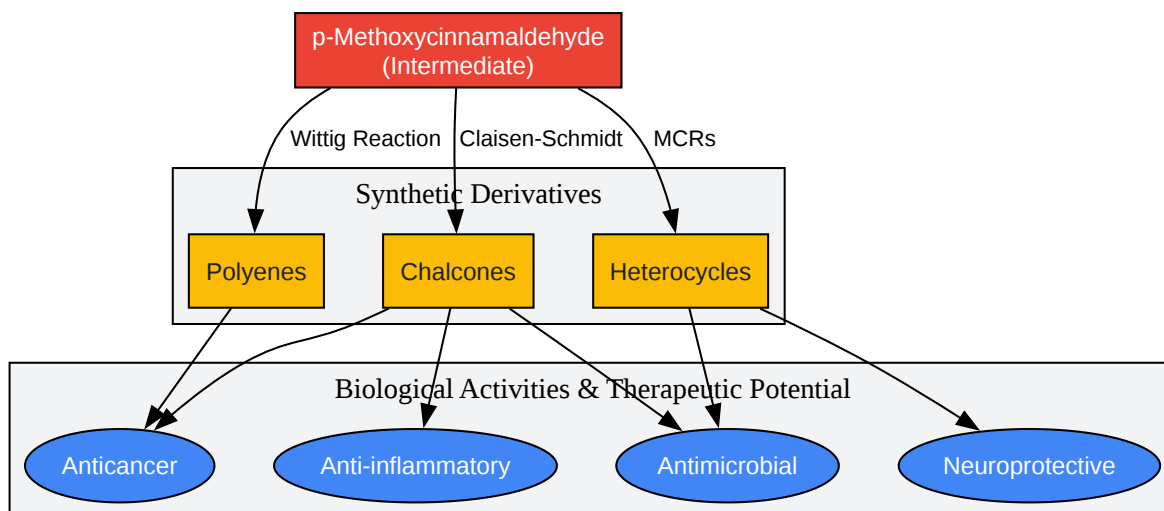 p-Methoxycinnamaldehyde
(Intermediate)
Wittig Reaction
Claisen-Schmidt
MCRs
Synthetic Derivatives
Polyenes
Chalcones
Heterocycles
Biological Activities & Therapeutic Potential
Anticancer
Anti-inflammatory
Antimicrobial
Neuroprotective